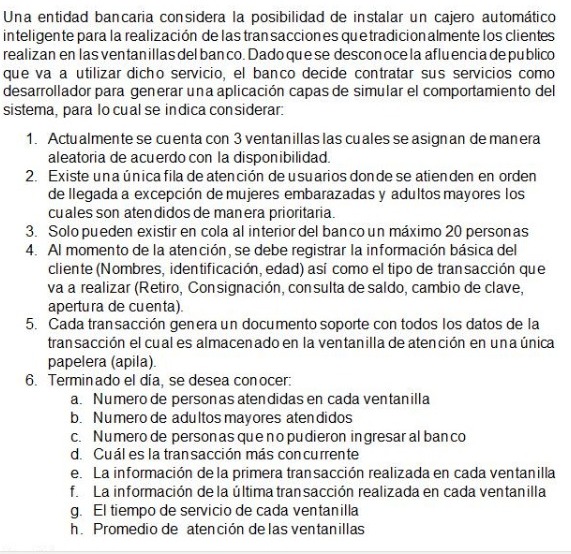 Una entidad bancaria considera la posibilidad de instalar un cajero automático
inteligente para la realización de las transacciones que tradicionalmente los clientes
realizan en las ventanillas del banco. Dado que se desconoce la afluencia de publico
que va a utilizar dicho servicio, el banco decide contratar sus servicios como
desarrollador para generar una aplicación capas de simular el comportamiento del
sistema, para lo cual se indica considerar:
1. Actualmente se cuenta con 3 ventanillas las cuales se asignan de manera
aleatoria de acuerdo con la disponibilidad.
2. Existe una única fila de atención de usuarios donde se atienden en orden
de llegada a excepción de mujeres embarazadas y adultos mayores los
cuales son atendidos de manera prioritaria.
3. Solo pueden existir en cola al interior del banco un máximo 20 personas
4. Al momento de la atención, se debe registrar la información básica del
cliente (Nombres, identificación, edad) así como el tipo de transacción que
va a realizar (Retiro, Consignación, consulta de saldo, cambio de clave,
apertura de cuenta).
5. Cada transacción genera un documento soporte con todos los datos de la
transacción el cual es almacenado en la ventanilla de atención en una única
papelera (apila).
6. Terminado el día, se desea conocer:
a. Numero de personas atendidas en cada ventanilla
b. Numero de adultos mayores atendidos
c. Numero de personas que no pudieron ingresar al banco
d. Cuál es la transacción más concurrente
e. La información de la primera transacción realizada en cada ventanilla
f. La información de la última transacción realizada en cada ventanilla
g. El tiempo de servicio de cada ventanilla
h. Promedio de atención de las ventanillas